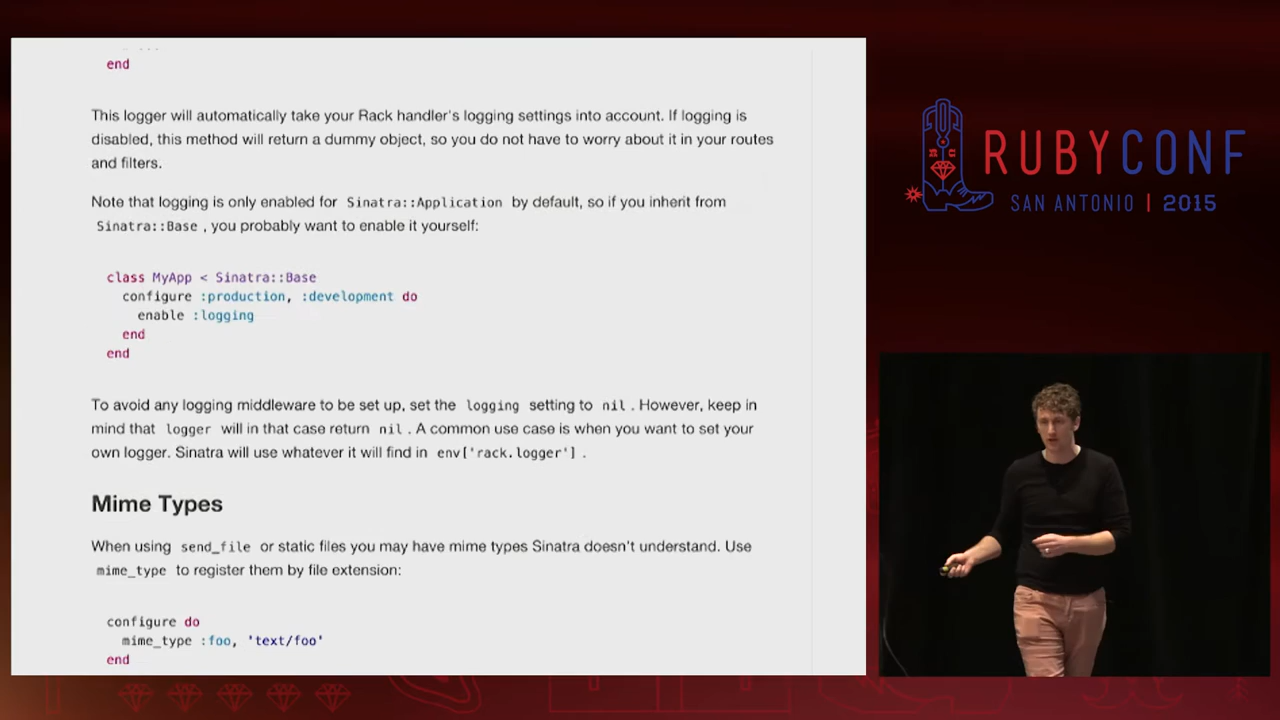 end
This logger will automatically take your Rack handler's logging settings into account. If logging is
disabled, this method will return a dummy object, so you do not have to worry about it in your routes
and filters.
Note that logging is only enabled for Sinatra::Application by default, so if you inherit from
Sinatra::Base , you probably want to enable it yourself:
class MyApp < Sinatra::Base
configure :production, :development do
enable :logging
end
end
To avoid any logging middleware to be set up, set the logging setting to nil . However, keep in
mind that logger will in that case return nil . A common use case is when you want to set your
own logger. Sinatra will use whatever it will find in env['rack.logger'] .
Mime Types
When using send_file or static files you may have mime types Sinatra doesn't understand. Use
mime_type to register them by file extension:
configure do
mime_type :foo, 'text/foo'
end
RUBYCONF
SAN ANTONIO | 2015